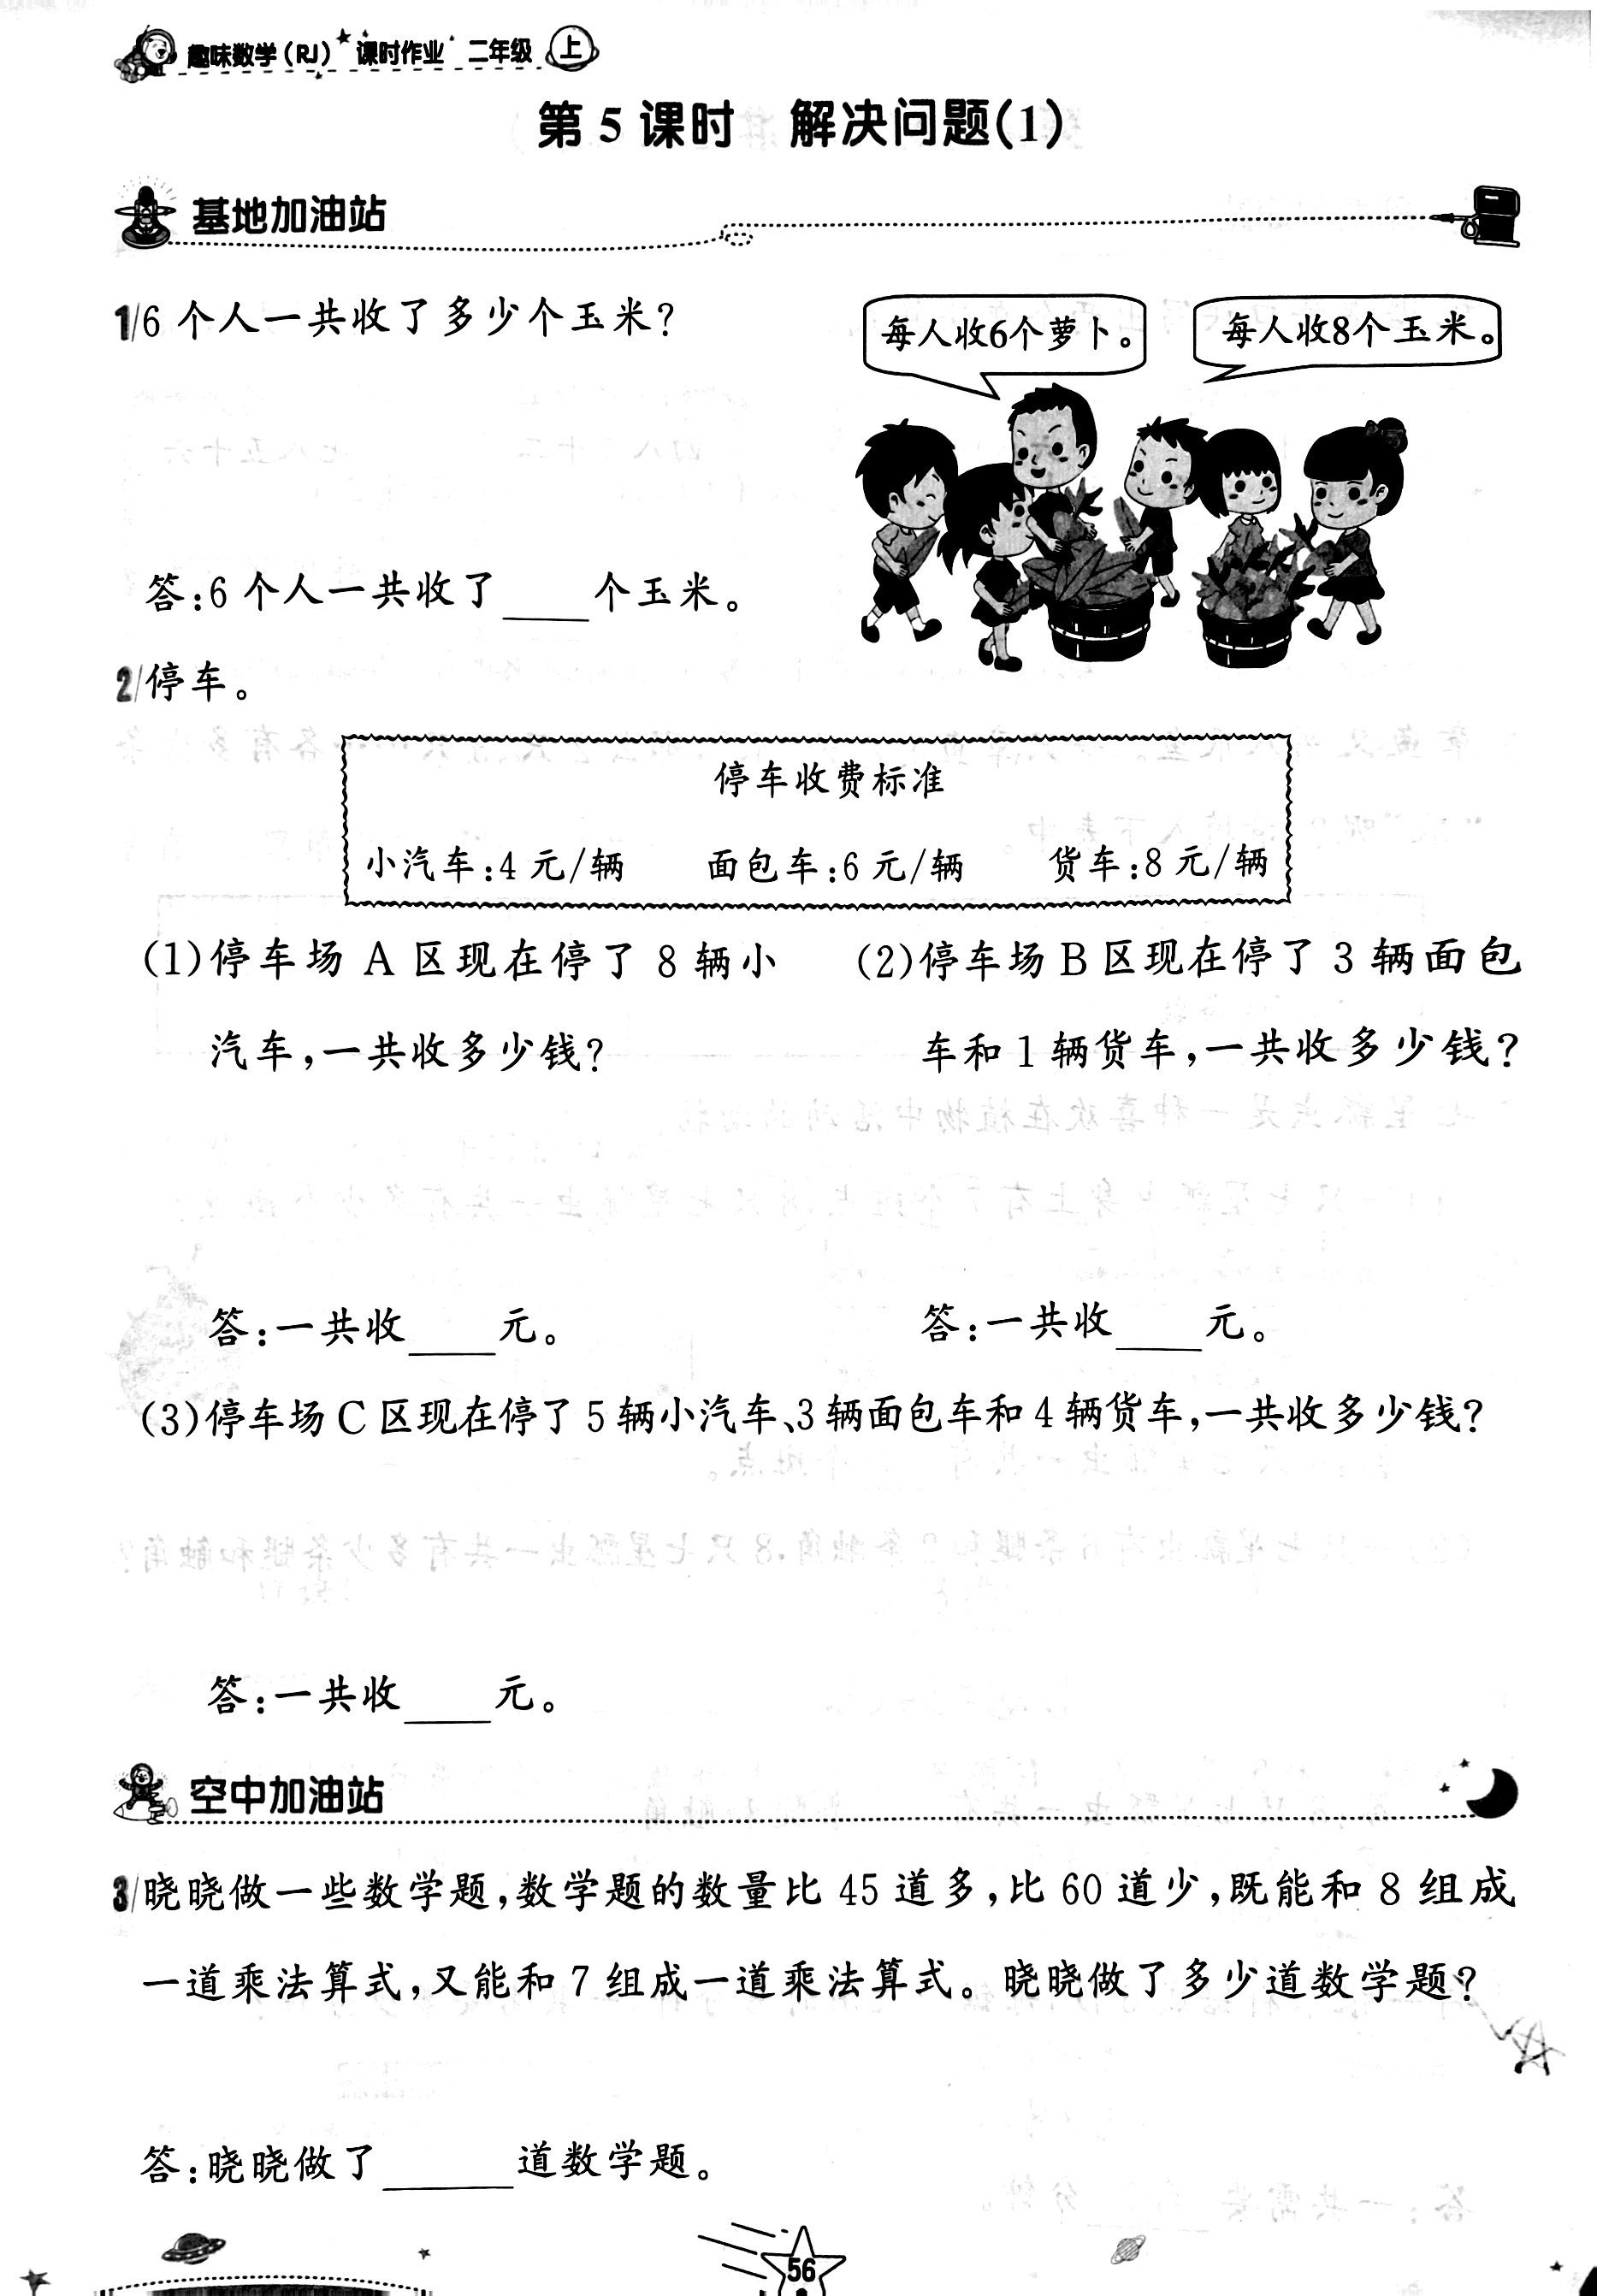 趣味数学(RJ) 课时作业 二年级 上
第5课时 解决问题(1)
基地加油站
1 6个人一共收了多少个玉米?
每人收6个萝卜。
每人收8个玉米。
答:6个人一共收了____个玉米。
2 停车。
停车收费标准
小汽车:4元/辆 面包车:6元/辆 货车:8元/辆
(1)停车场A区现在停了8辆小
汽车,一共收多少钱?
答:一共收____元。
(2)停车场B区现在停了3辆面包
车和1辆货车,一共收多少钱?
答:一共收____元。
(3)停车场C区现在停了5辆小汽车、3辆面包车和4辆货车,一共收多少钱?
答:一共收____元。
空中加油站
3 晓晓做一些数学题,数学题的数量比45道多,比60道少,既能和8组成
一道乘法算式,又能和7组成一道乘法算式。晓晓做了多少道数学题?
答:晓晓做了______道数学题。
56